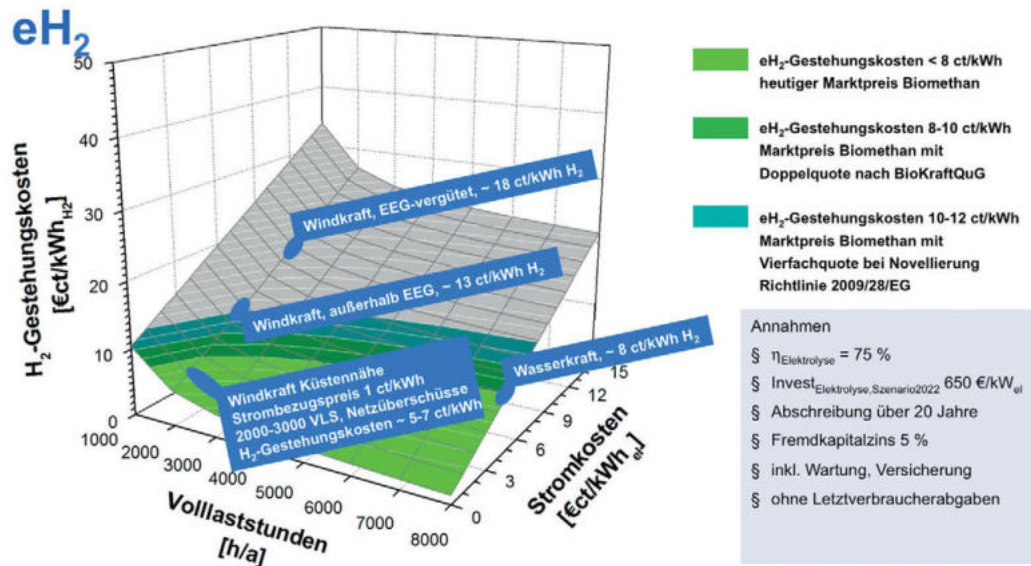 eH₂
50
40
30
20
10
0
H₂-Gestehungskosten
[€ct/kWh_H2]
1000
2000
3000
4000
5000
6000
7000
8000
Volllaststunden
[h/a]
0
3
6
9
12
15
Stromkosten
[€ct/kWh_el]
Windkraft, EEG-vergütet, ~ 18 ct/kWh H₂
Windkraft, außerhalb EEG, ~ 13 ct/kWh H₂
Wasserkraft, ~ 8 ct/kWh H₂
Windkraft Küstennähe
Strombezugspreis 1 ct/kWh
2000-3000 VLS, Netzüberschüsse
H₂-Gestehungskosten ~ 5-7 ct/kWh
eH₂-Gestehungskosten < 8 ct/kWh
heutiger Marktpreis Biomethan
eH₂-Gestehungskosten 8-10 ct/kWh
Marktpreis Biomethan mit
Doppelquote nach BioKraftQuG
eH₂-Gestehungskosten 10-12 ct/kWh
Marktpreis Biomethan mit
Vierfachquote bei Novellierung
Richtlinie 2009/28/EG
Annahmen
§ η_Elektrolyse = 75 %
§ Invest_Elektrolyse,Szenario2022 650 €/kW_el
§ Abschreibung über 20 Jahre
§ Fremdkapitalzins 5 %
§ inkl. Wartung, Versicherung
§ ohne Letztverbraucherabgaben